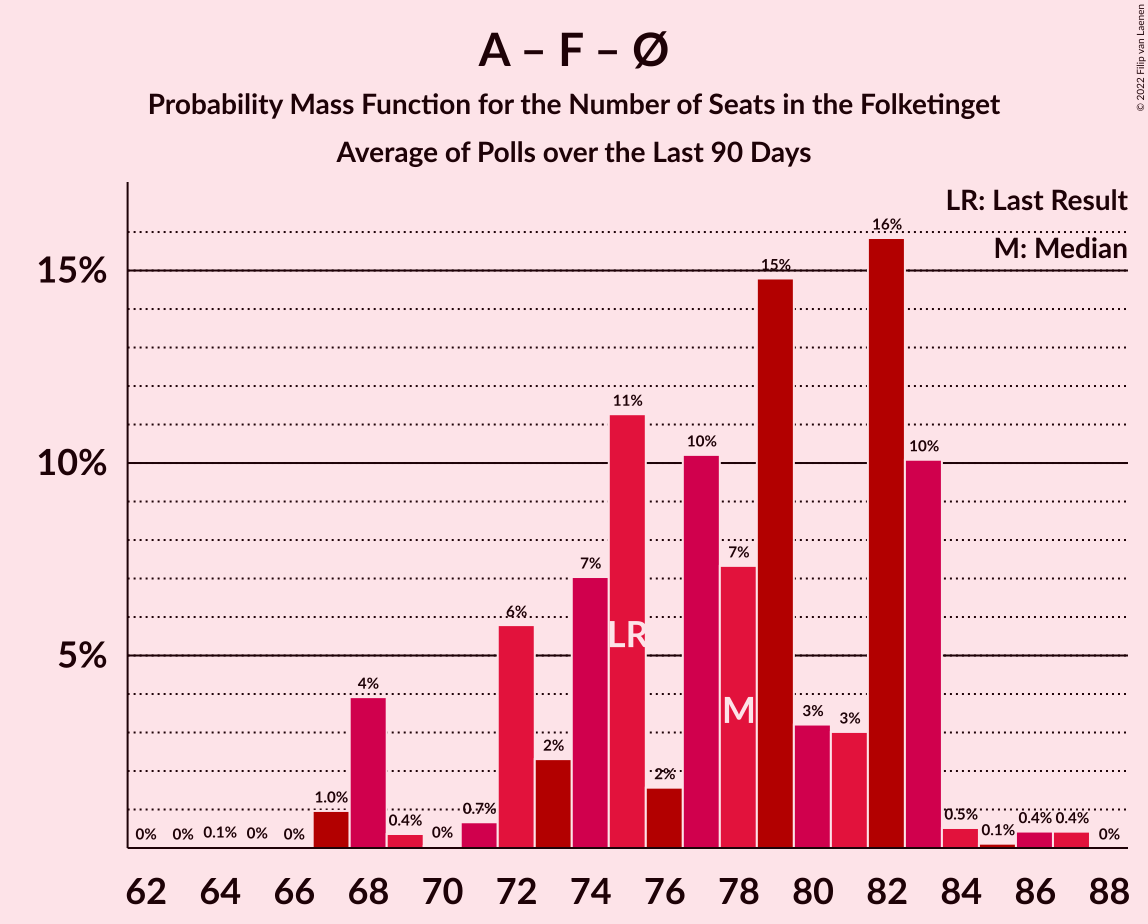 A – F – Ø
Probability Mass Function for the Number of Seats in the Folketinget
Average of Polls over the Last 90 Days
© 2022 Filip van Laenen
LR: Last Result
M: Median
15%
10%
5%
0% 0% 0.1% 0% 0% 1.0% 4% 0.4% 0% 0.7% 6% 2% 7% 11% 2% 10% 7% 15% 3% 3% 16% 10% 0.5% 0.1% 0.4% 0.4% 0%
LR
M
62 64 66 68 70 72 74 76 78 80 82 84 86 88